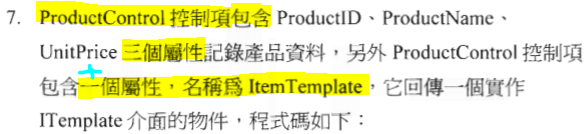 7. ProductControl 控制項包含 ProductID、ProductName、
UnitPrice 三個屬性記錄產品資料，另外 ProductControl 控制項
包含一個屬性，名稱為 ItemTemplate，它回傳一個實作
ITemplate 介面的物件，程式碼如下：